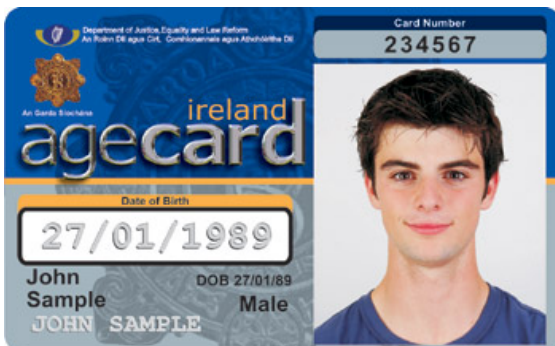 Department of Justice, Equality and Law Reform
An Roinn Dlí agus Cirt, Comhionannais agus Athchóirithe Dlí
Card Number
234567
An Garda Síochána
ireland
agecard
Date of Birth
27/01/1989
John
Sample
DOB 27/01/89
Male
JOHN SAMPLE